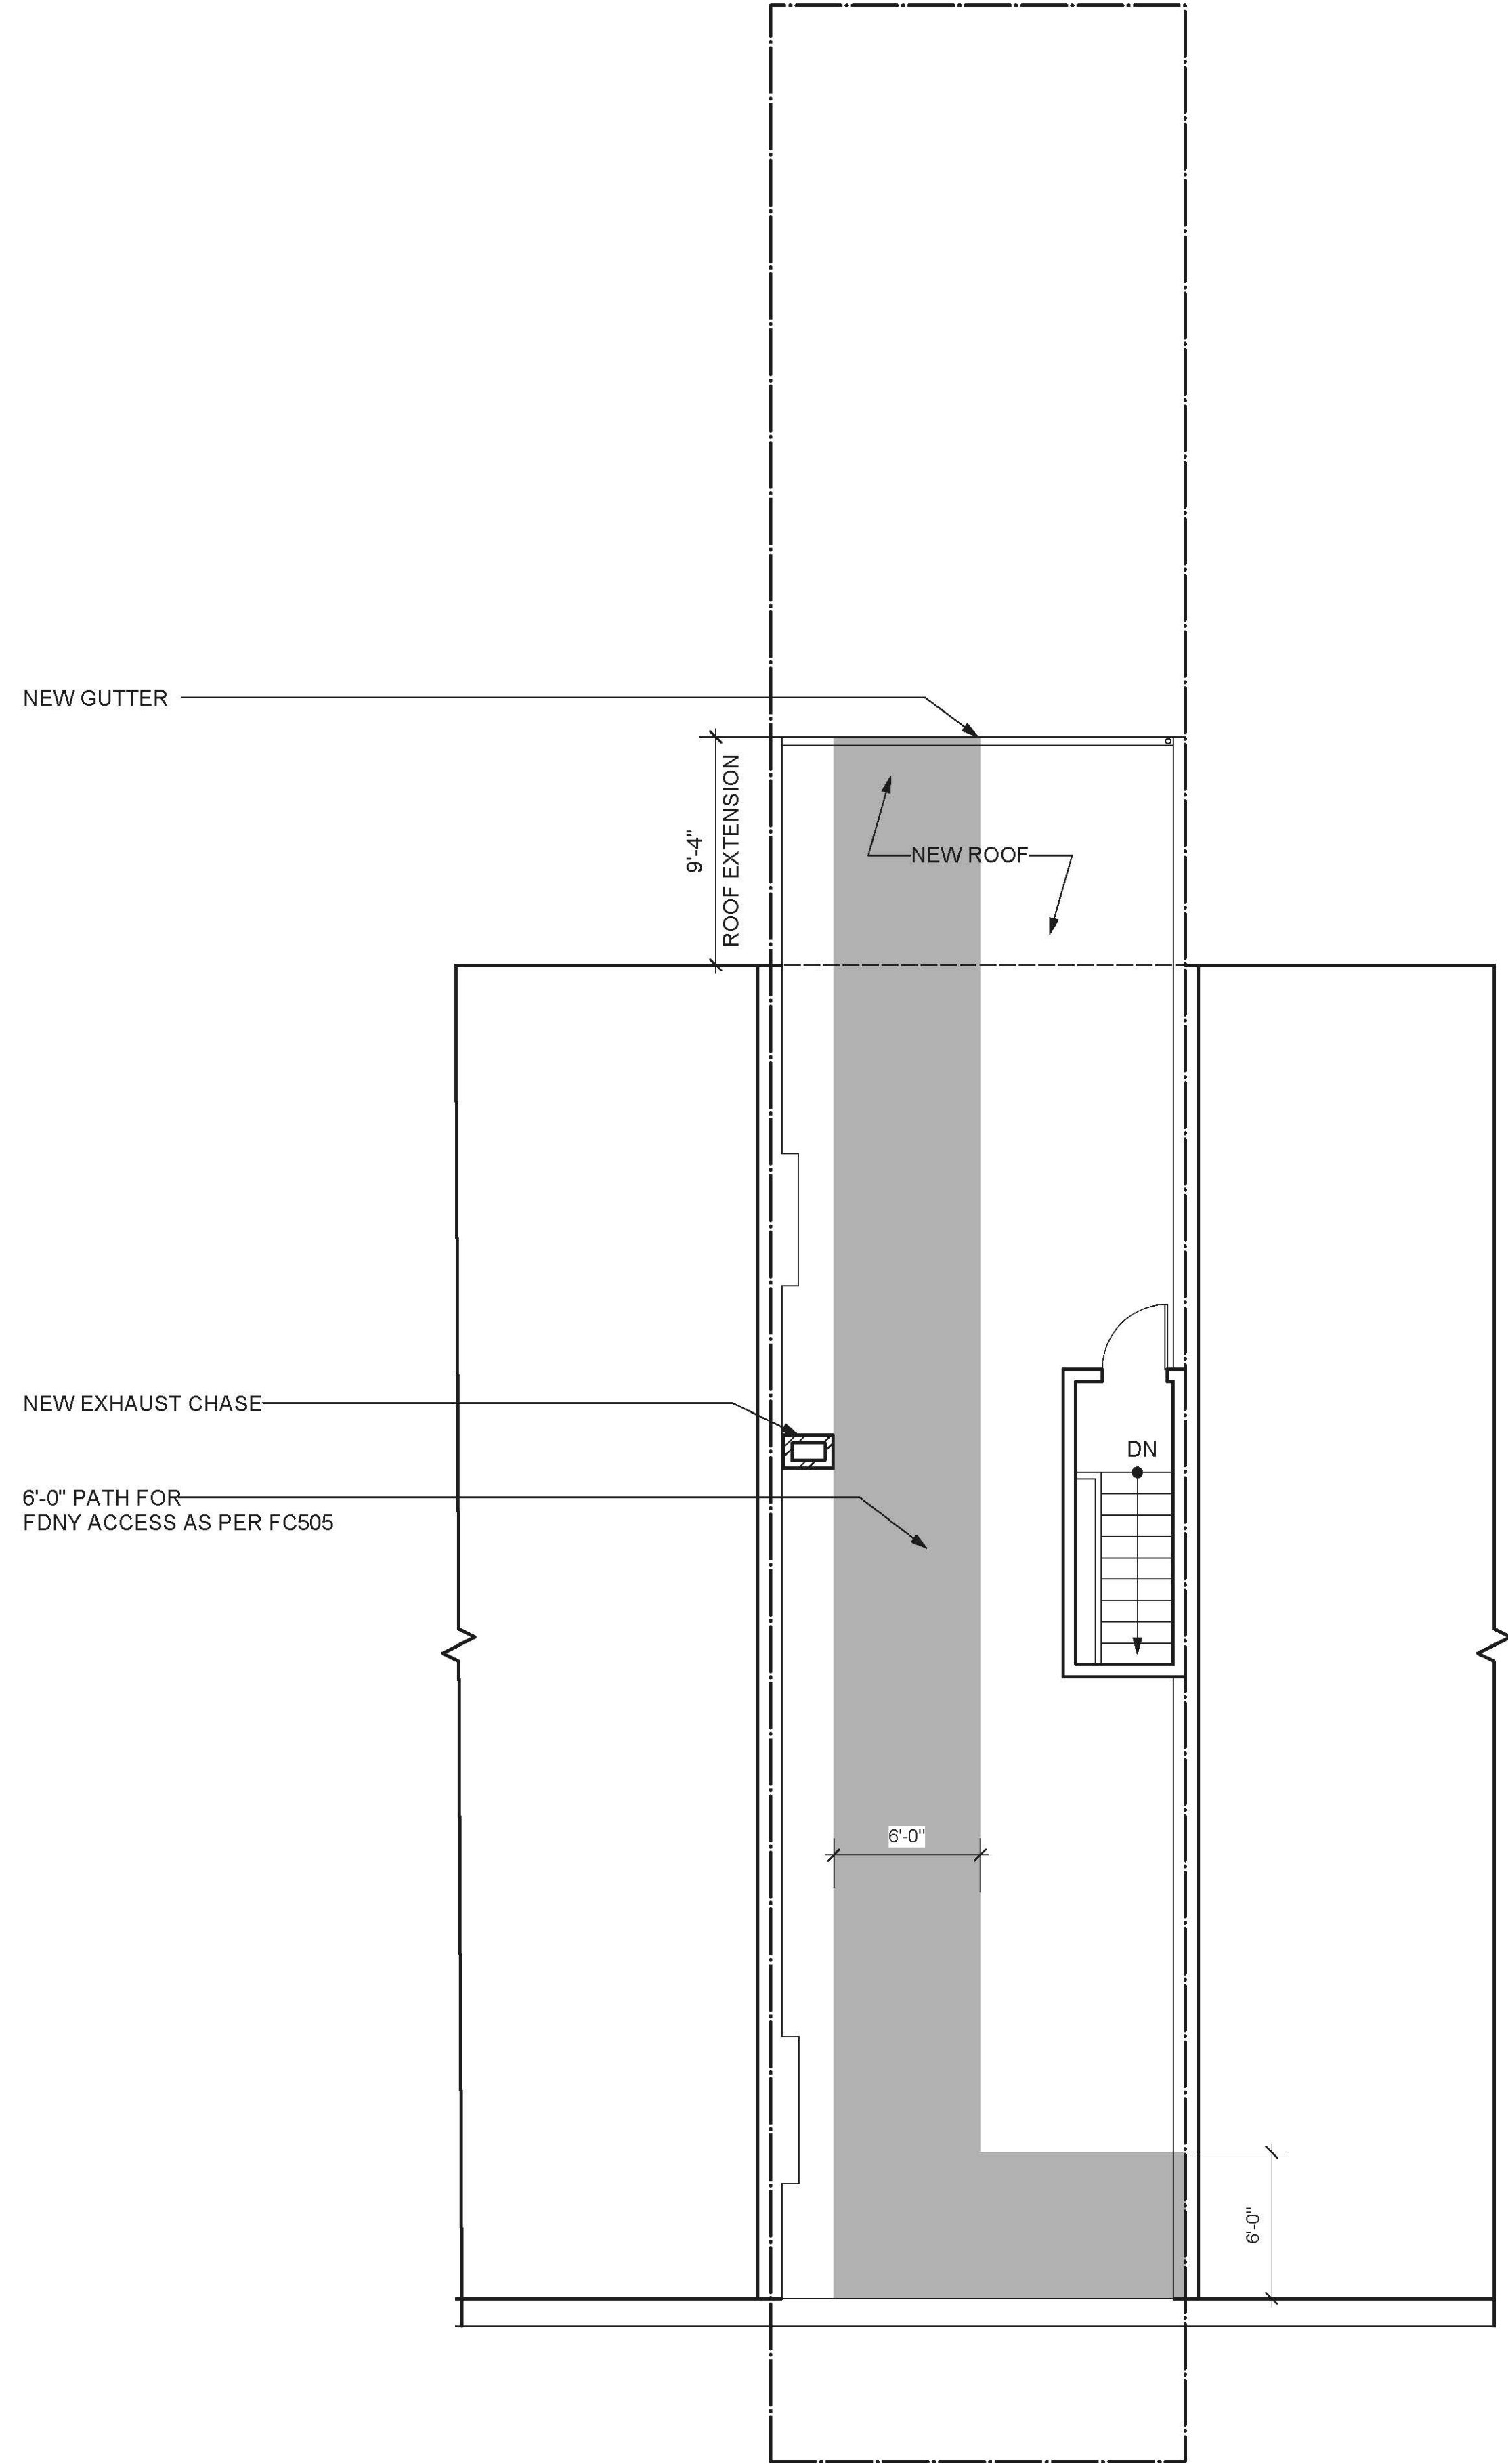 NEW GUTTER
9'-4"
ROOF EXTENSION
NEW ROOF
NEW EXHAUST CHASE
DN
6'-0" PATH FOR
FDNY ACCESS AS PER FC505
6'-0"
6'-0"